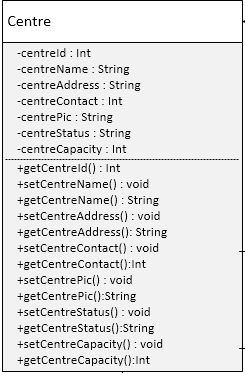 Centre
-centreId : Int
-centreName : String
-centreAddress : String
-centreContact : Int
-centrePic : String
-centreStatus : String
-centreCapacity : Int
+getCentreId() : Int
+setCentreName() : void
+getCentreName() : String
+setCentreAddress() : void
+getCentreAddress(): String
+setCentreContact() : void
+getCentreContact():Int
+setCentrePic() : void
+getCentrePic():String
+setCentreStatus() : void
+getCentreStatus():String
+setCentreCapacity() : void
+getCentreCapacity():Int